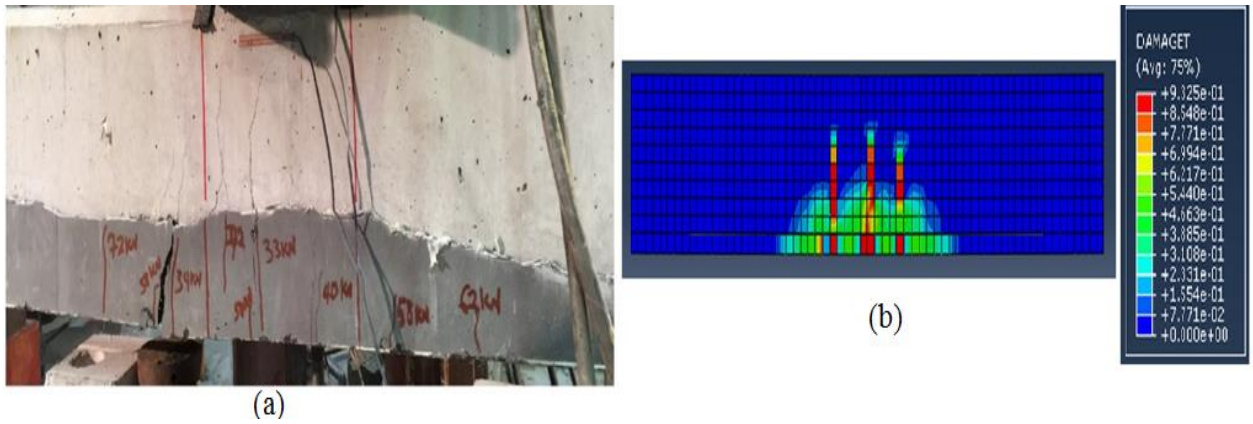 72KN
34KN
33KN
40KN
58KN
62KN
(a)
DAMAGET
(Avg: 75%)
+9.325e-01
+8.548e-01
+7.771e-01
+6.994e-01
+6.217e-01
+5.440e-01
+4.663e-01
+3.885e-01
+3.108e-01
+2.331e-01
+1.554e-01
+7.771e-02
+0.000e+00
(b)